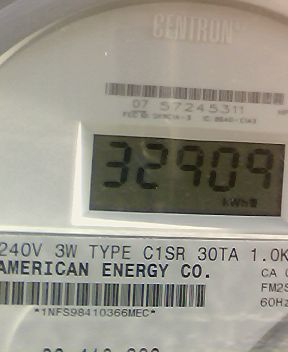 CENTRON
07 57245311
32909
KWH
240V 3W TYPE C1SR 30TA 1.0K
AMERICAN ENERGY CO.
CA
FM2S
60Hz
*1NFS98410366MEC*